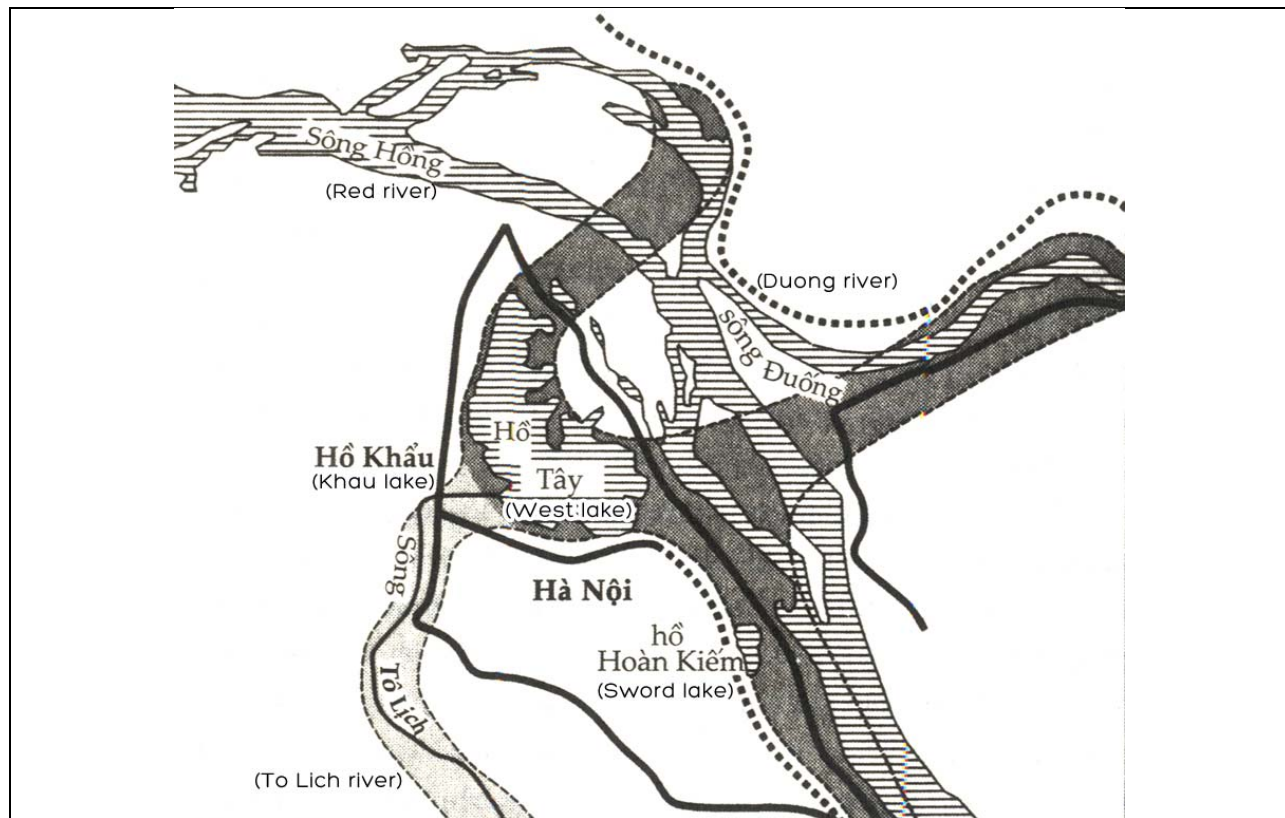 Sông Hồng
(Red river)
(Duong river)
sông Đuống
Hồ
Hồ Khẩu
(Khau lake)
Tây
(West lake)
Sông
Hà Nội
hồ
Hoàn Kiếm
(Sword lake)
Tô Lịch
(To Lich river)